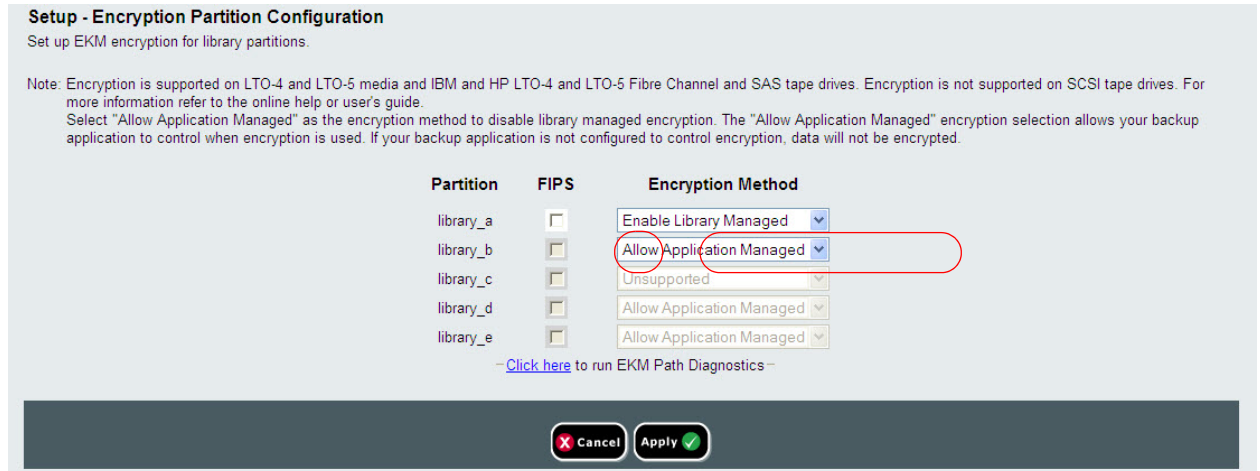 Setup - Encryption Partition Configuration
Set up EKM encryption for library partitions.
Note: Encryption is supported on LTO-4 and LTO-5 media and IBM and HP LTO-4 and LTO-5 Fibre Channel and SAS tape drives. Encryption is not supported on SCSI tape drives. For
more information refer to the online help or user's guide.
Select "Allow Application Managed" as the encryption method to disable library managed encryption. The "Allow Application Managed" encryption selection allows your backup
application to control when encryption is used. If your backup application is not configured to control encryption, data will not be encrypted.
Partition FIPS Encryption Method
library_a Enable Library Managed
library_b Allow Application Managed
library_c Unsupported
library_d Allow Application Managed
library_e Allow Application Managed
–Click here to run EKM Path Diagnostics–
Cancel Apply